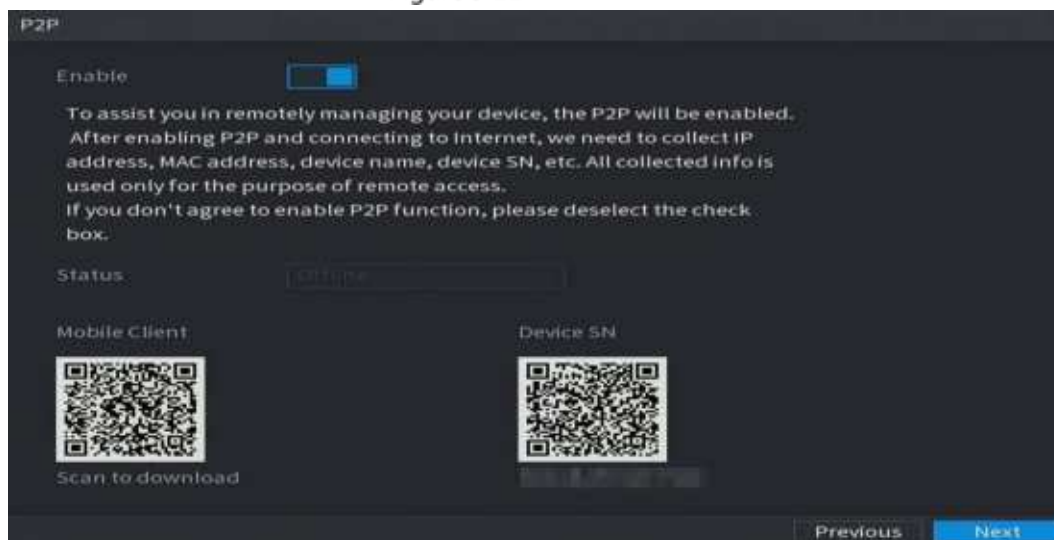 P2P
Enable
To assist you in remotely managing your device, the P2P will be enabled.
After enabling P2P and connecting to Internet, we need to collect IP
address, MAC address, device name, device SN, etc. All collected info is
used only for the purpose of remote access.
If you don't agree to enable P2P function, please deselect the check
box.
Status
Offline
Mobile Client
Device SN
Scan to download
Previous
Next